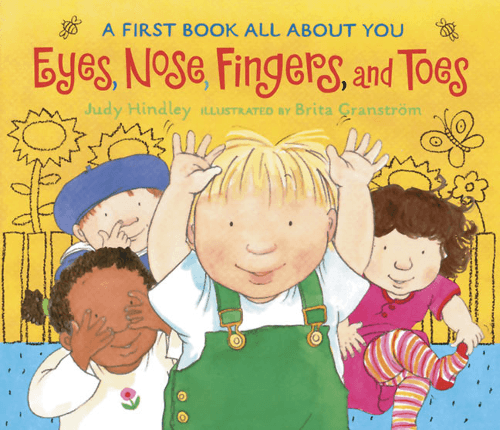 A FIRST BOOK ALL ABOUT YOU
Eyes, Nose, Fingers, and Toes
Judy Hindley ILLUSTRATED BY Brita Granström